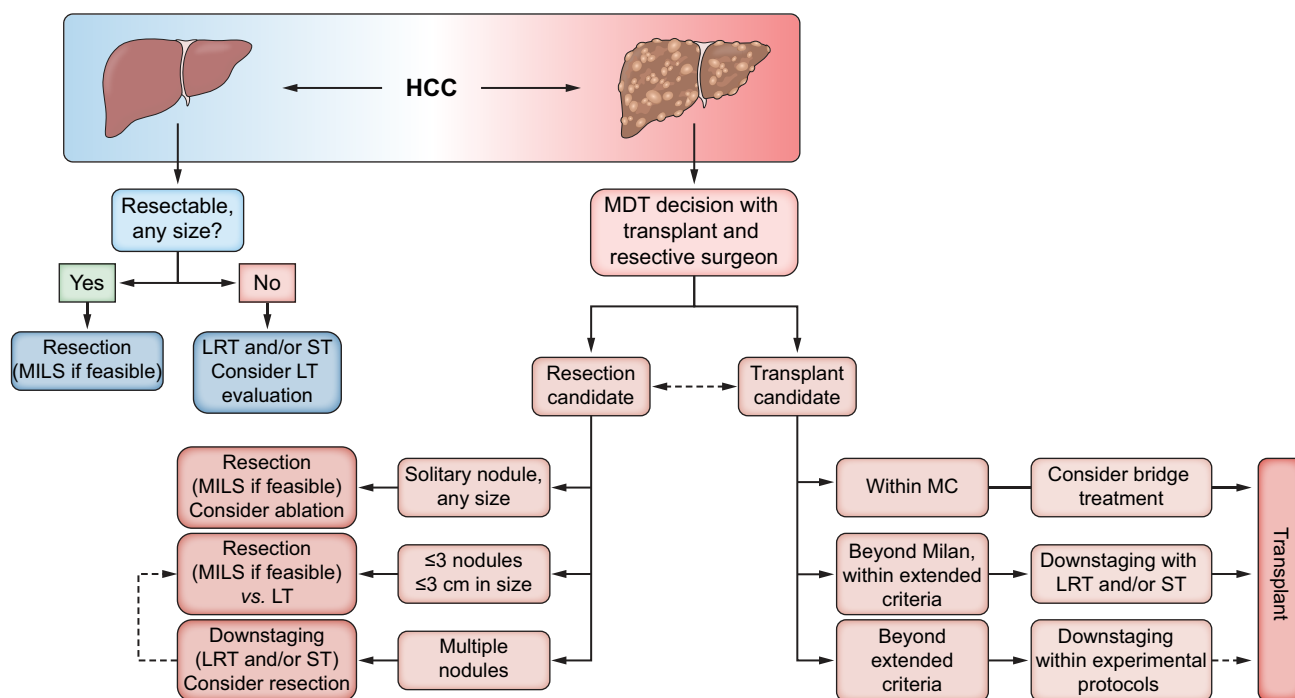 HCC
Resectable,
any size?
Yes
No
Resection
(MILS if feasible)
LRT and/or ST
Consider LT
evaluation
MDT decision with
transplant and
resective surgeon
Resection
candidate
Transplant
candidate
Resection
(MILS if feasible)
Consider ablation
Solitary nodule,
any size
Resection
(MILS if feasible)
vs. LT
≤3 nodules
≤3 cm in size
Downstaging
(LRT and/or ST)
Consider resection
Multiple
nodules
Within MC
Consider bridge
treatment
Beyond Milan,
within extended
criteria
Downstaging with
LRT and/or ST
Beyond
extended
criteria
Downstaging
within experimental
protocols
Transplant